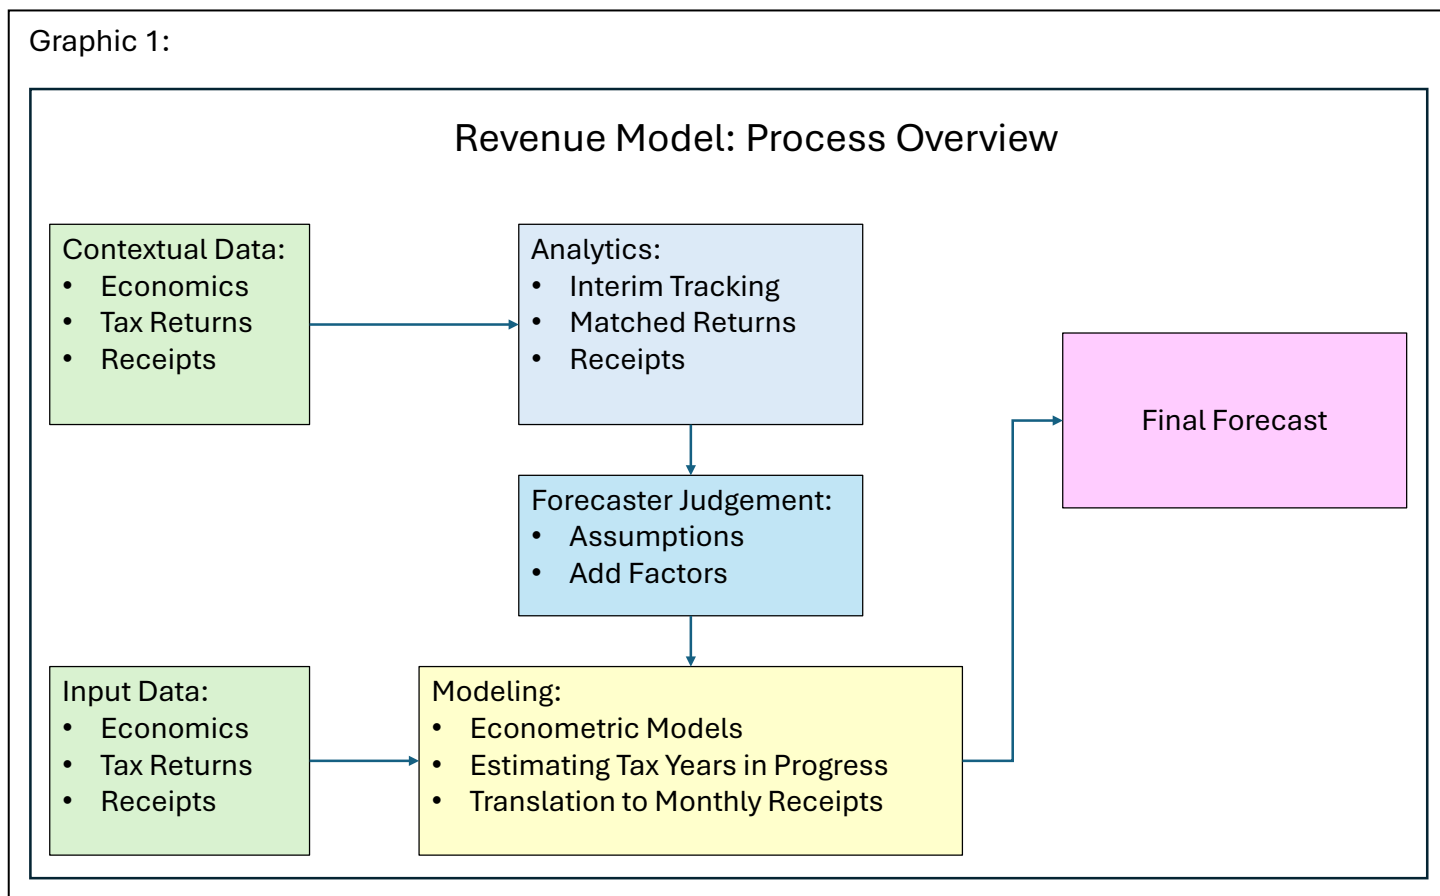 Graphic 1:
Revenue Model: Process Overview
Contextual Data:
• Economics
• Tax Returns
• Receipts
Analytics:
• Interim Tracking
• Matched Returns
• Receipts
Final Forecast
Forecaster Judgement:
• Assumptions
• Add Factors
Input Data:
• Economics
• Tax Returns
• Receipts
Modeling:
• Econometric Models
• Estimating Tax Years in Progress
• Translation to Monthly Receipts